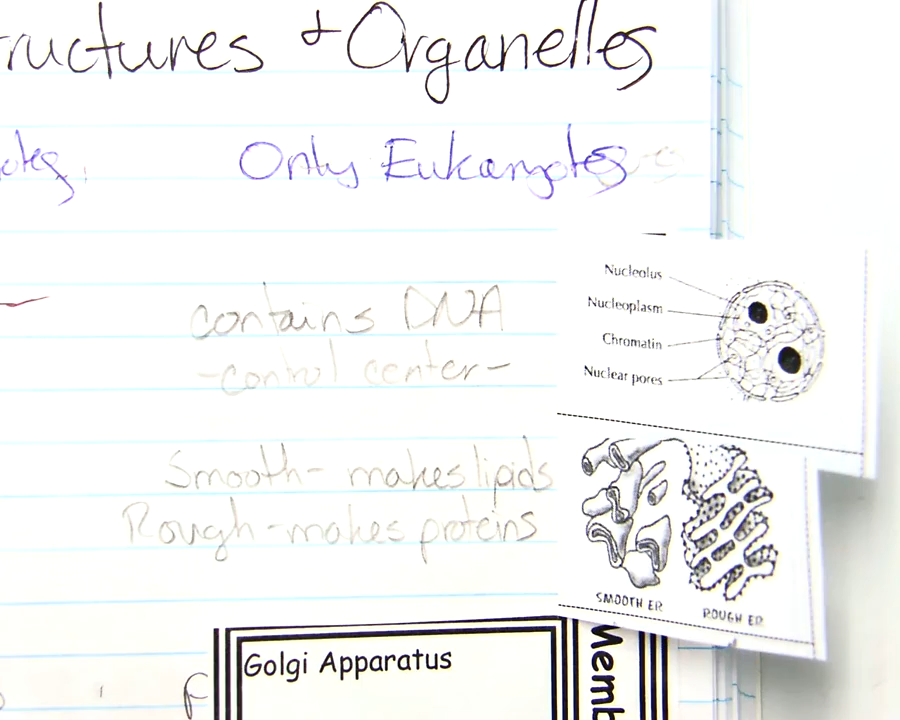 ructures & Organelles
otes
Only Eukaryotes
contains DNA
-control center-
Nucleolus
Nucleoplasm
Chromatin
Nuclear pores
Smooth- makes lipids
Rough-makes proteins
SMOOTH ER
ROUGH ER
Golgi Apparatus
Memb